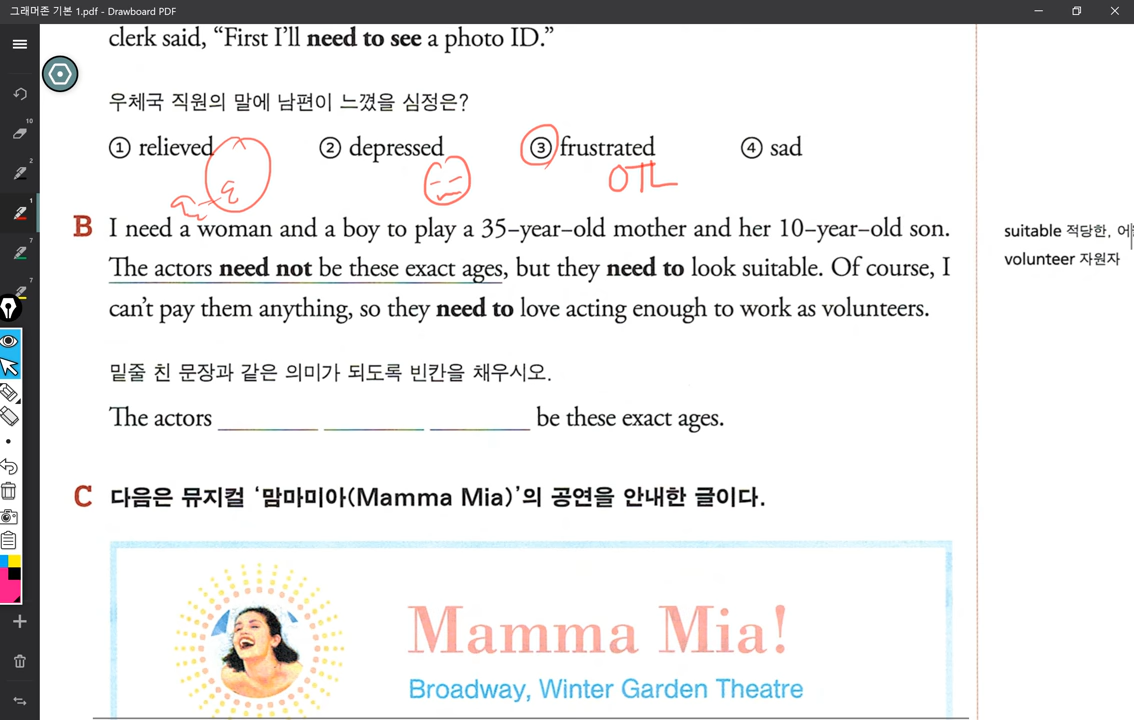 그래머존 기본 1.pdf - Drawboard PDF
clerk said, “First I’ll need to see a photo ID.”
우체국 직원의 말에 남편이 느꼈을 심정은?
① relieved ② depressed ③ frustrated ④ sad
OTL
B I need a woman and a boy to play a 35–year–old mother and her 10–year–old son.
The actors need not be these exact ages, but they need to look suitable. Of course, I
can’t pay them anything, so they need to love acting enough to work as volunteers.
suitable 적당한, 어
volunteer 자원자
밑줄 친 문장과 같은 의미가 되도록 빈칸을 채우시오.
The actors be these exact ages.
C 다음은 뮤지컬 ‘맘마미아(Mamma Mia)’의 공연을 안내한 글이다.
Mamma Mia!
Broadway, Winter Garden Theatre
10
2
1
7
7